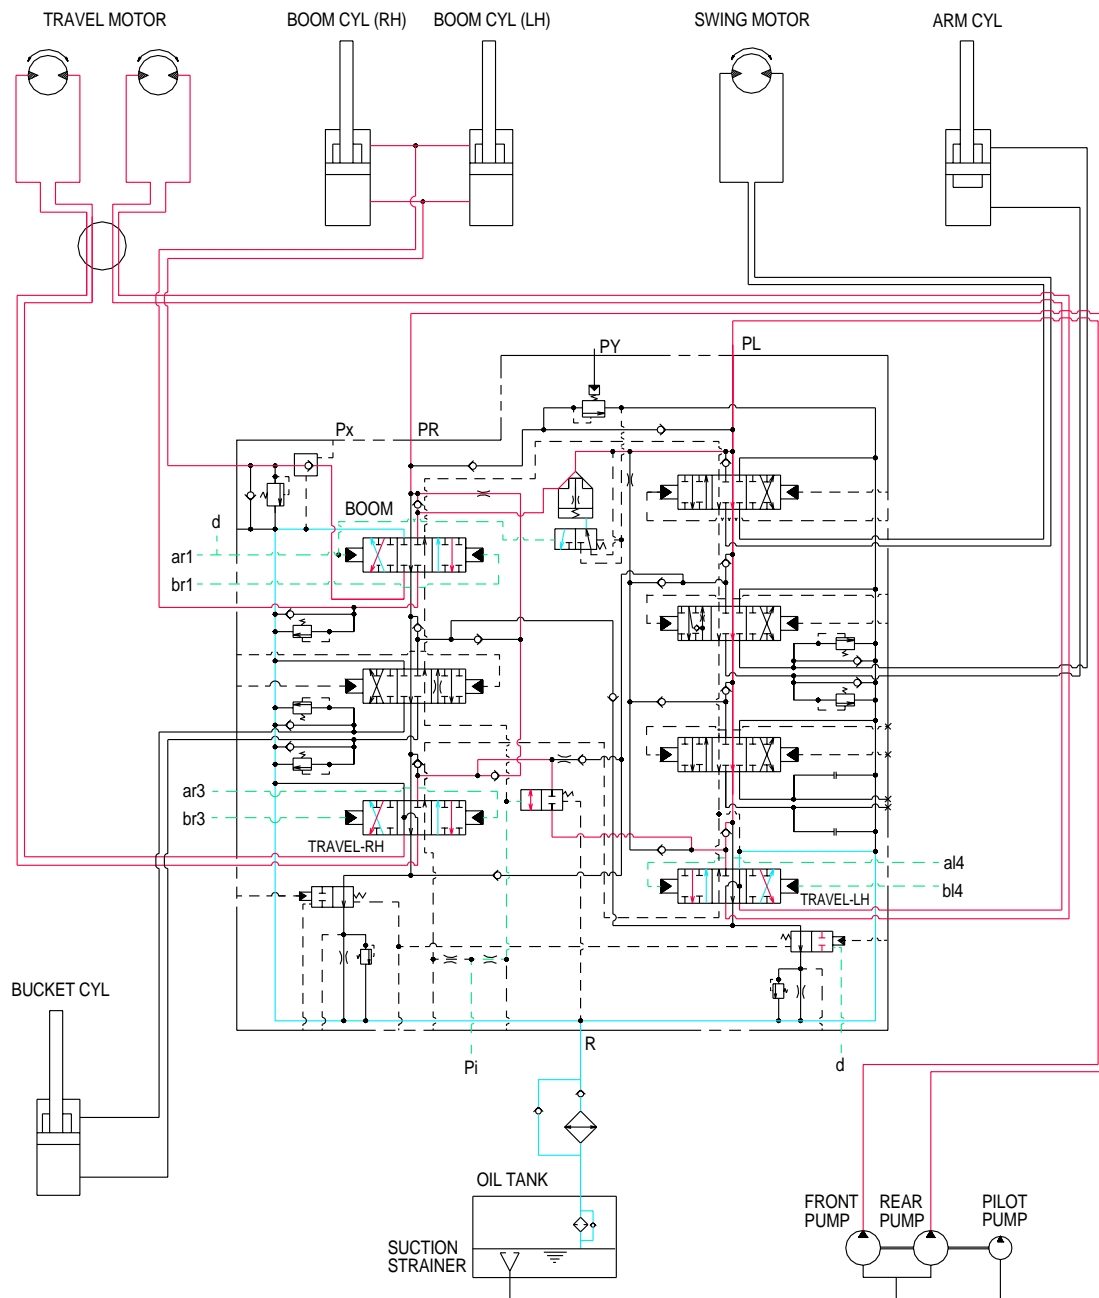 TRAVEL MOTOR
BOOM CYL (RH)
BOOM CYL (LH)
SWING MOTOR
ARM CYL
PY
PL
Px
PR
BOOM
d
ar1
br1
ar3
br3
TRAVEL-RH
al4
bl4
TRAVEL-LH
BUCKET CYL
R
Pi
d
OIL TANK
SUCTION
STRAINER
FRONT
PUMP
REAR
PUMP
PILOT
PUMP